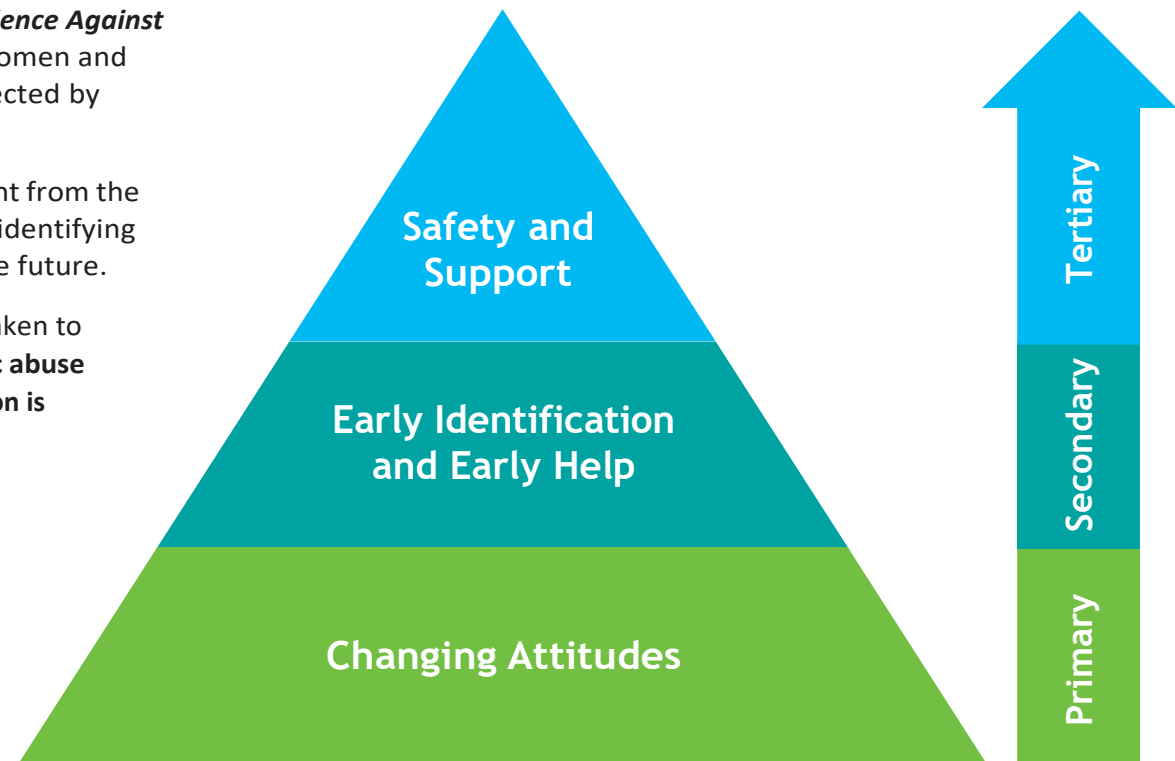 ence Against
omen and
ected by
nt from the
identifying
e future.
aken to
c abuse
on is
Safety and
Support
Early Identification
and Early Help
Changing Attitudes
Tertiary
Secondary
Primary